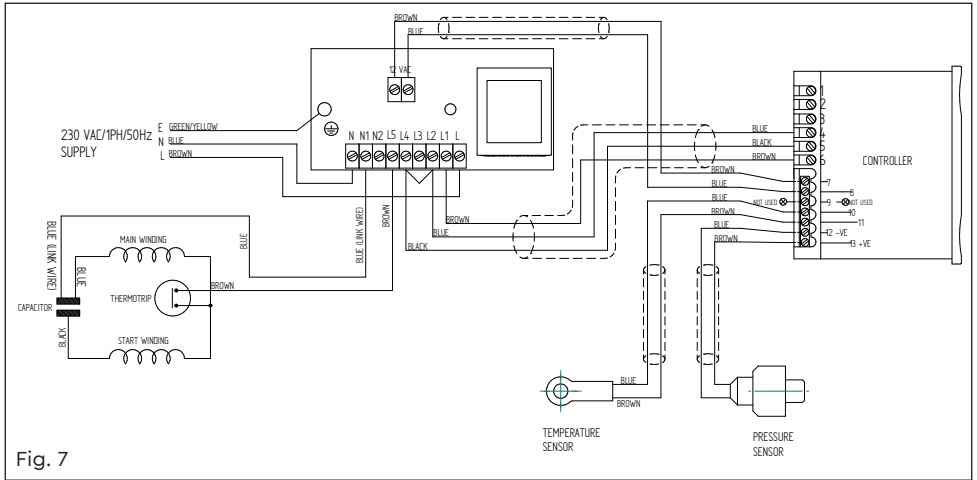 BROWN
BLUE
12 VAC
1
2
3
4
5
6
CONTROLLER
230 VAC/1PH/50Hz
SUPPLY
E GREEN/YELLOW
N BLUE
L BROWN
N N1 N2 L5 L4 L3 L2 L1 L
BLUE
BLACK
BROWN
BROWN 7
BLUE 8
BLUE NOT USED 9 NOT USED
BROWN 10
BLUE 11
BROWN 12 -VE
13 +VE
BLUE (LINK WIRE)
BLUE
BLUE (LINK WIRE)
BROWN
BROWN
BLUE
BLACK
MAIN WINDING
BLUE
THERMOTRIP
BROWN
CAPACITOR
BLACK
START WINDING
BLUE
BROWN
TEMPERATURE
SENSOR
PRESSURE
SENSOR
Fig. 7